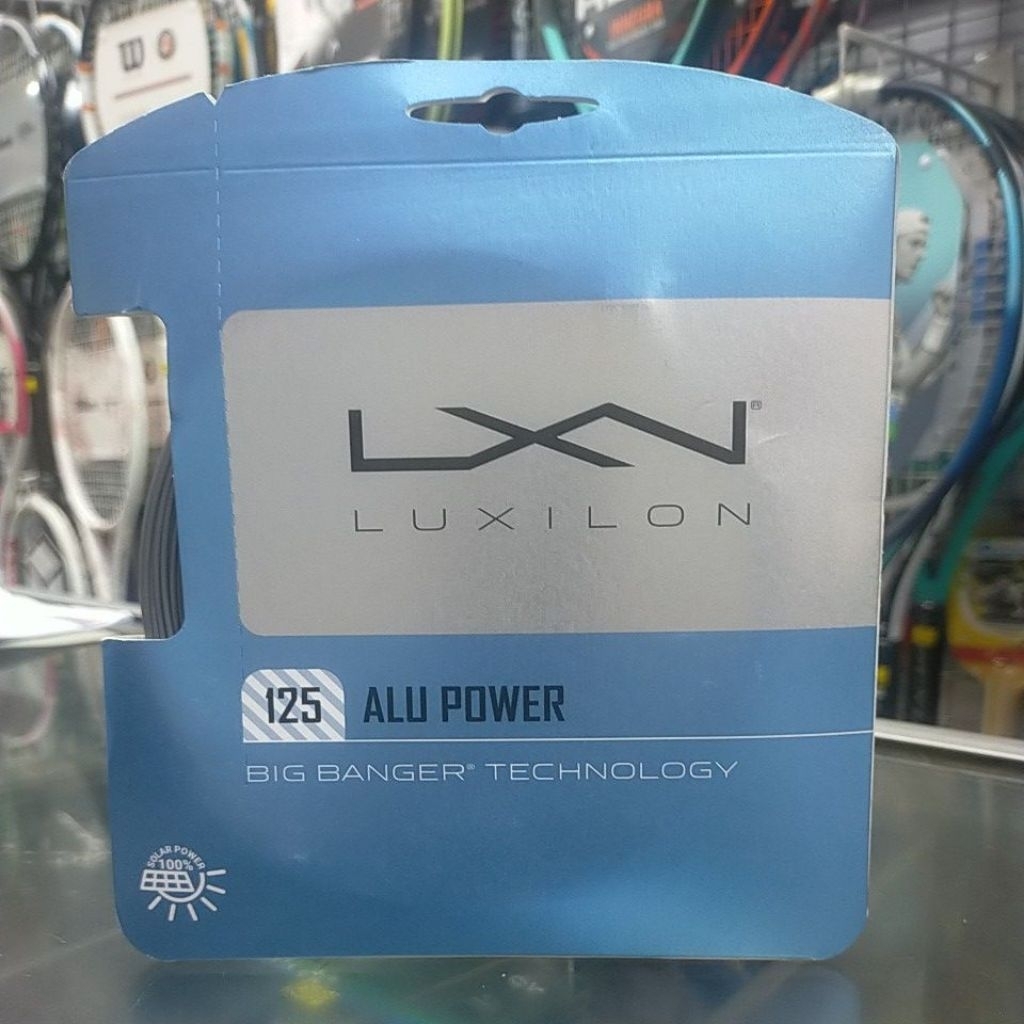 W
LXN®
LUXILON
125 ALU POWER
BIG BANGER® TECHNOLOGY
SOLAR POWER
100%